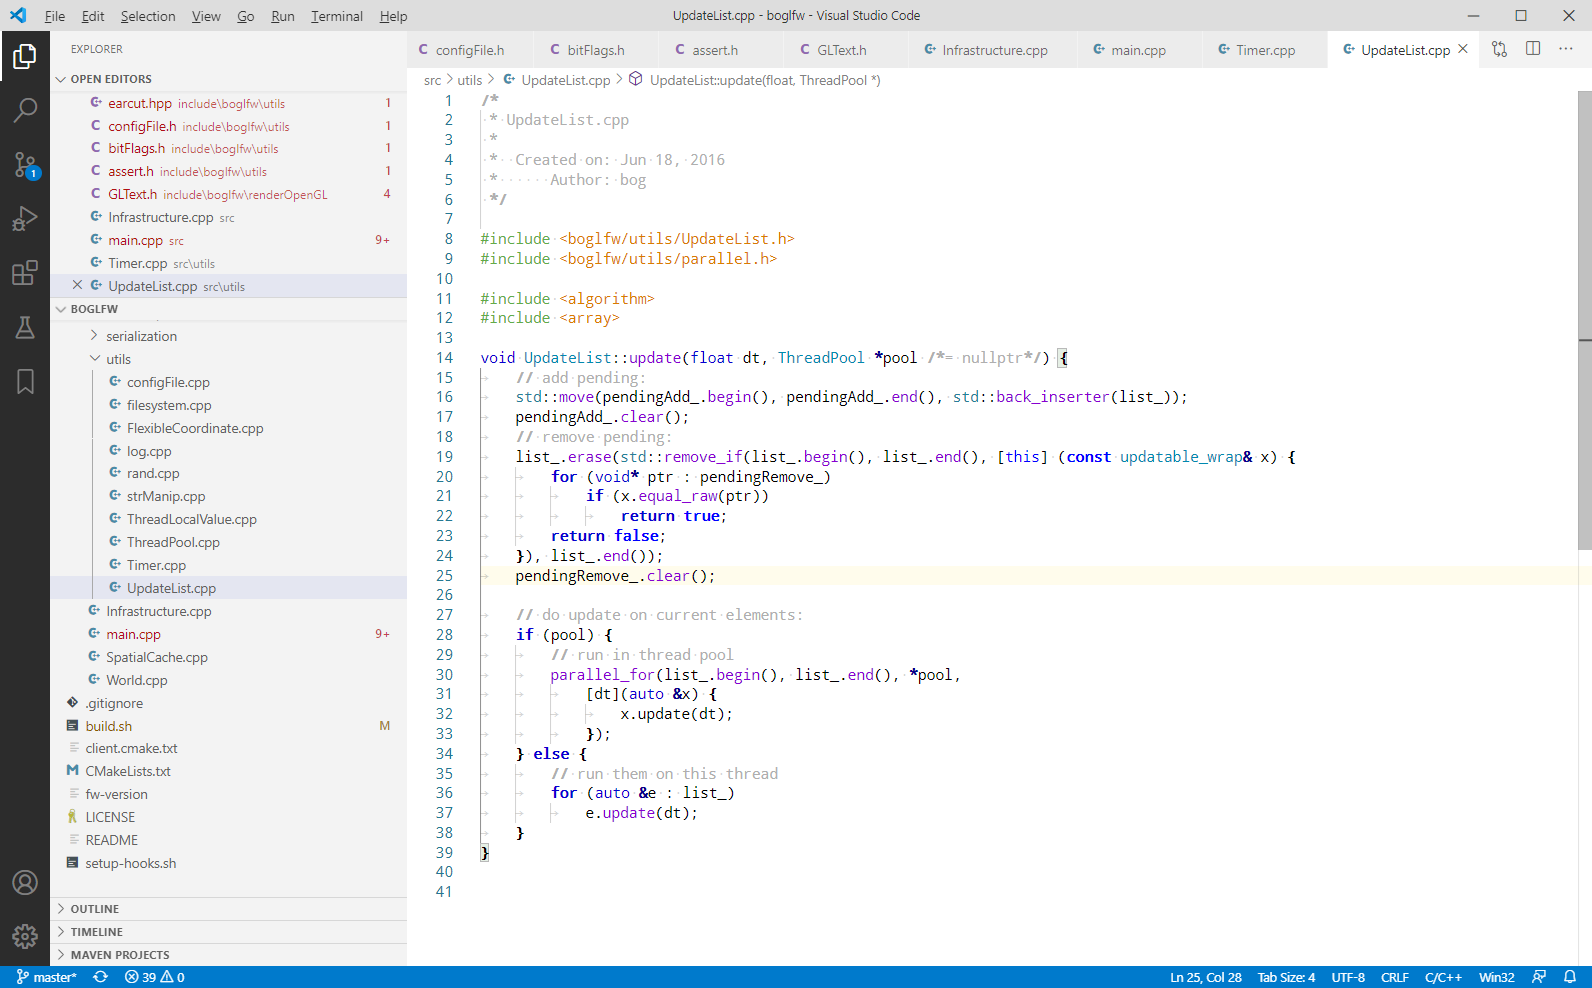 File Edit Selection View Go Run Terminal Help
UpdateList.cpp - boglfw - Visual Studio Code
EXPLORER
OPEN EDITORS
earcut.hpp include\boglfw\utils 1
configFile.h include\boglfw\utils 1
bitFlags.h include\boglfw\utils 1
assert.h include\boglfw\utils 1
GLText.h include\boglfw\renderOpenGL 4
Infrastructure.cpp src
main.cpp src 9+
Timer.cpp src\utils
UpdateList.cpp src\utils
BOGLFW
serialization
utils
configFile.cpp
filesystem.cpp
FlexibleCoordinate.cpp
log.cpp
rand.cpp
strManip.cpp
ThreadLocalValue.cpp
ThreadPool.cpp
Timer.cpp
UpdateList.cpp
Infrastructure.cpp
main.cpp 9+
SpatialCache.cpp
World.cpp
.gitignore
build.sh M
client.cmake.txt
CMakeLists.txt
fw-version
LICENSE
README
setup-hooks.sh
OUTLINE
TIMELINE
MAVEN PROJECTS
1
configFile.h bitFlags.h assert.h GLText.h Infrastructure.cpp main.cpp Timer.cpp UpdateList.cpp
src > utils > UpdateList.cpp > UpdateList::update(float, ThreadPool *)
1 /*
2 * UpdateList.cpp
3 *
4 *  Created on: Jun 18, 2016
5 *      Author: bog
6 */
7
8 #include <boglfw/utils/UpdateList.h>
9 #include <boglfw/utils/parallel.h>
10
11 #include <algorithm>
12 #include <array>
13
14 void UpdateList::update(float dt, ThreadPool *pool /*= nullptr*/) {
15 // add pending:
16 std::move(pendingAdd_.begin(), pendingAdd_.end(), std::back_inserter(list_));
17 pendingAdd_.clear();
18 // remove pending:
19 list_.erase(std::remove_if(list_.begin(), list_.end(), [this] (const updatable_wrap& x) {
20 for (void* ptr : pendingRemove_)
21 if (x.equal_raw(ptr))
22 return true;
23 return false;
24 }), list_.end());
25 pendingRemove_.clear();
26
27 // do update on current elements:
28 if (pool) {
29 // run in thread pool
30 parallel_for(list_.begin(), list_.end(), *pool,
31 [dt](auto &x) {
32 x.update(dt);
33 });
34 } else {
35 // run them on this thread
36 for (auto &e : list_)
37 e.update(dt);
38 }
39 }
40
41
master* 39 0 Ln 25, Col 28 Tab Size: 4 UTF-8 CRLF C/C++ Win32